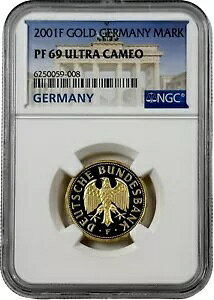 2001F GOLD GERMANY MARK
PF 69 ULTRA CAMEO
6250059-008
GERMANY
NGC
DEUTSCHE BUNDESBANK
F